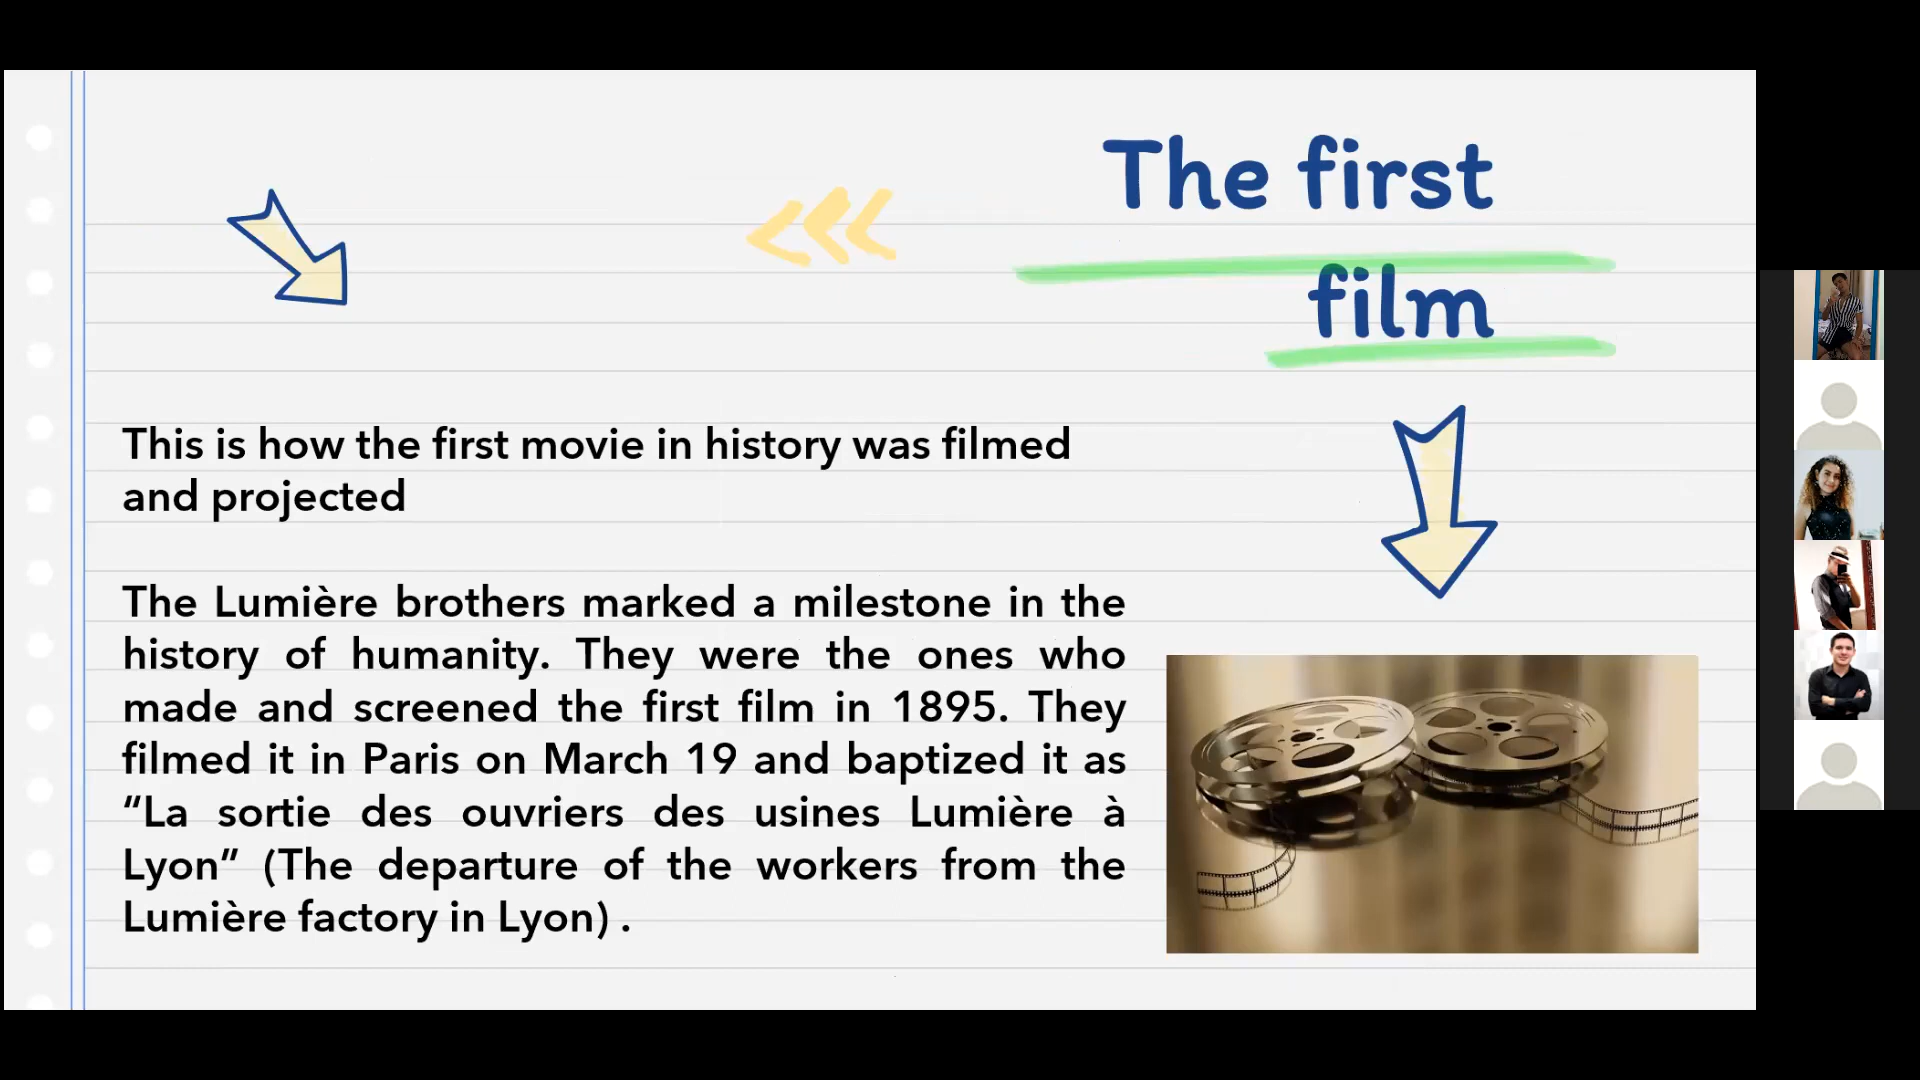 The first
film
This is how the first movie in history was filmed
and projected
The Lumière brothers marked a milestone in the
history of humanity. They were the ones who
made and screened the first film in 1895. They
filmed it in Paris on March 19 and baptized it as
“La sortie des ouvriers des usines Lumière à
Lyon” (The departure of the workers from the
Lumière factory in Lyon) .